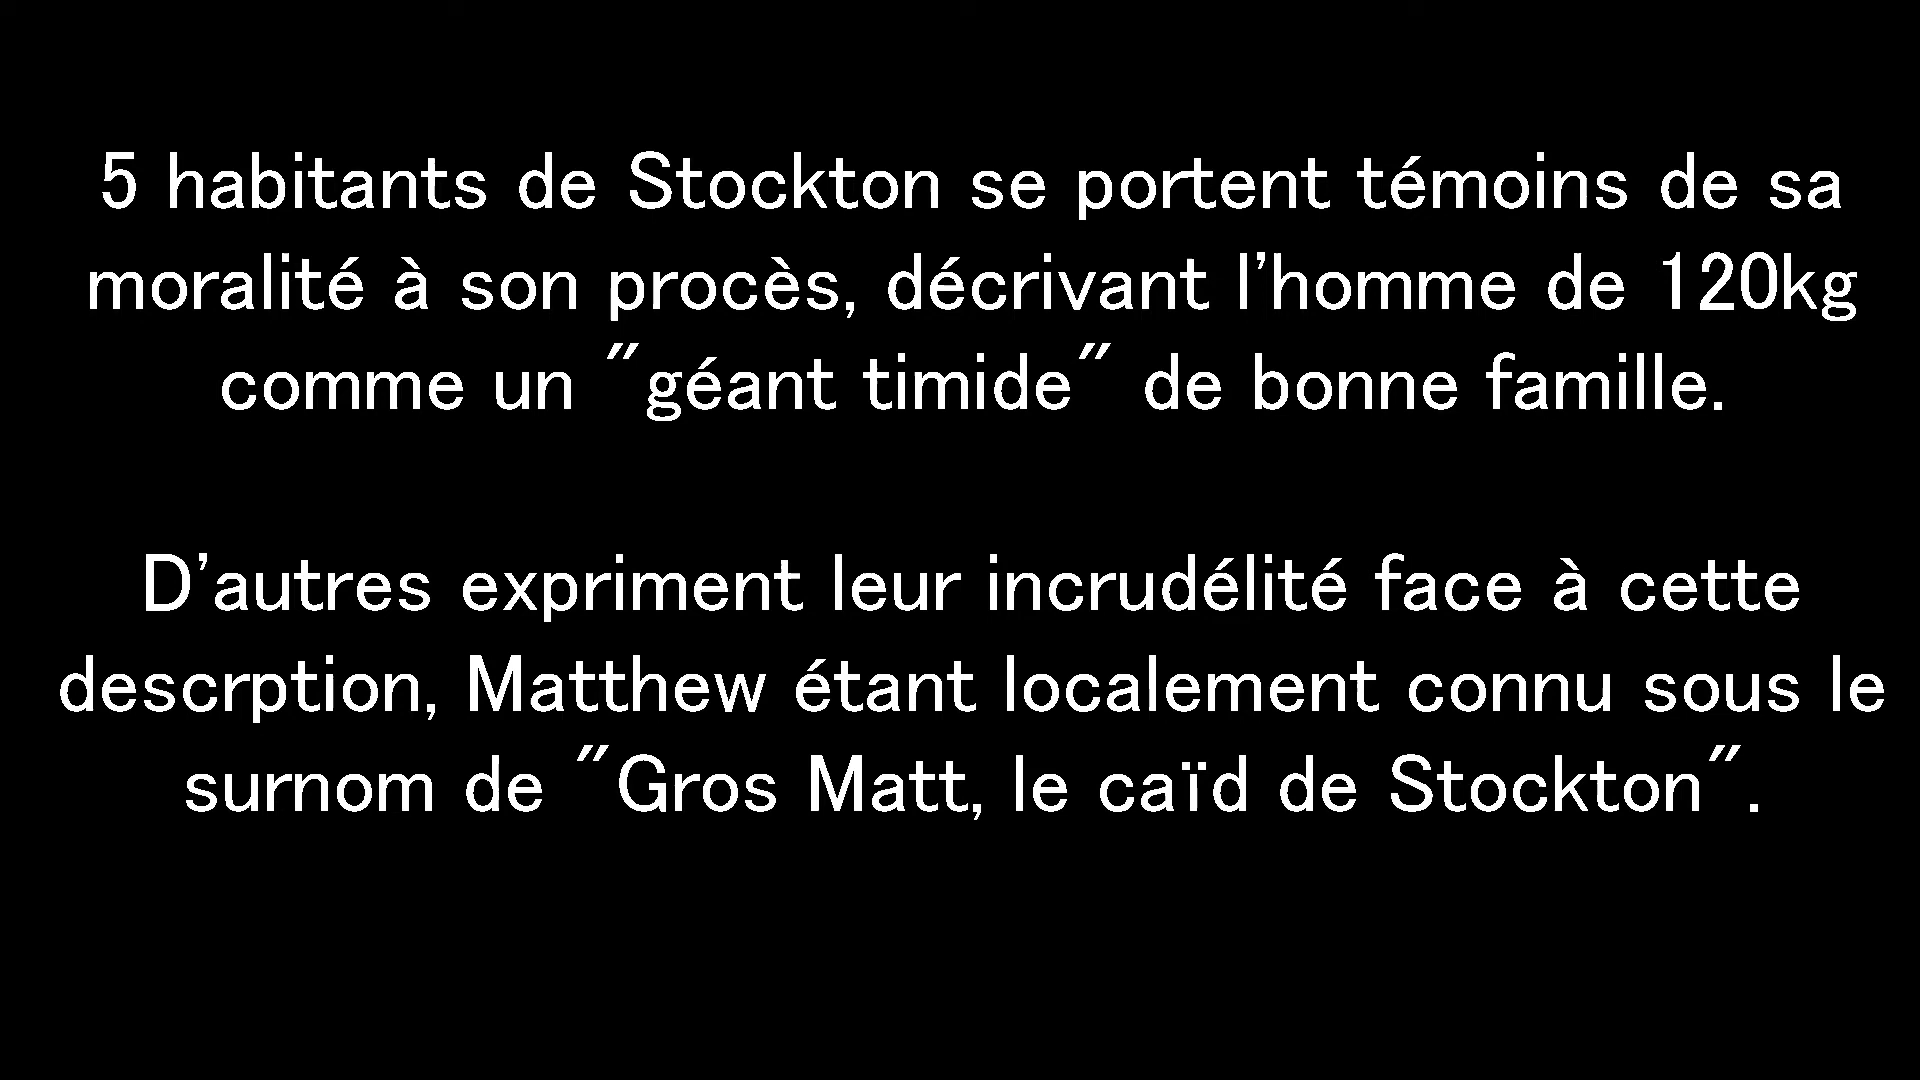 5 habitants de Stockton se portent témoins de sa
moralité à son procès, décrivant l'homme de 120kg
comme un "géant timide" de bonne famille.
D'autres expriment leur incrudélité face à cette
descrption, Matthew étant localement connu sous le
surnom de "Gros Matt, le caïd de Stockton".